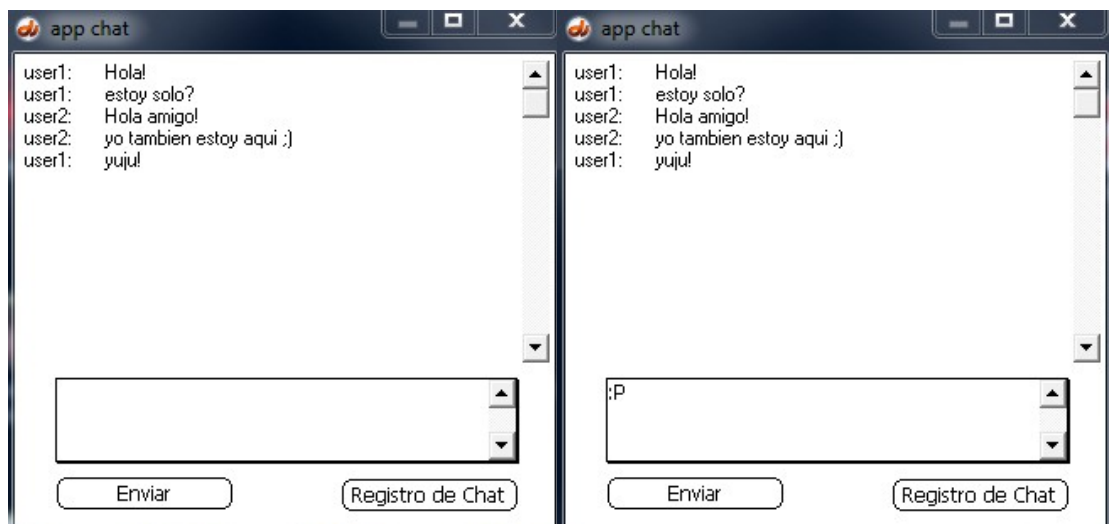 app chat
user1: Hola!
user1: estoy solo?
user2: Hola amigo!
user2: yo tambien estoy aqui ;)
user1: yuju!
Enviar
Registro de Chat
app chat
user1: Hola!
user1: estoy solo?
user2: Hola amigo!
user2: yo tambien estoy aqui ;)
user1: yuju!
:P
Enviar
Registro de Chat